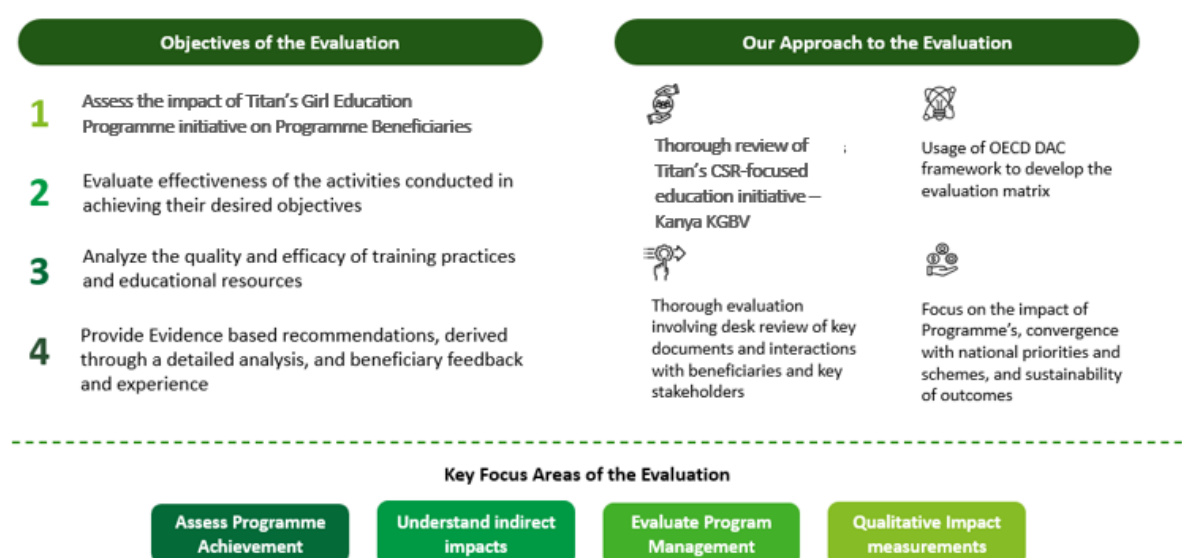 Objectives of the Evaluation
1
Assess the impact of Titan's Girl Education
Programme initiative on Programme Beneficiaries
2
Evaluate effectiveness of the activities conducted in
achieving their desired objectives
3
Analyze the quality and efficacy of training practices
and educational resources
4
Provide Evidence based recommendations, derived
through a detailed analysis, and beneficiary feedback
and experience
Our Approach to the Evaluation
Thorough review of ;
Titan's CSR-focused
education initiative –
Kanya KGBV
Usage of OECD DAC
framework to develop the
evaluation matrix
Thorough evaluation
involving desk review of key
documents and interactions
with beneficiaries and key
stakeholders
Focus on the impact of
Programme's, convergence
with national priorities and
schemes, and sustainability
of outcomes
Key Focus Areas of the Evaluation
Assess Programme
Achievement
Understand indirect
impacts
Evaluate Program
Management
Qualitative Impact
measurements